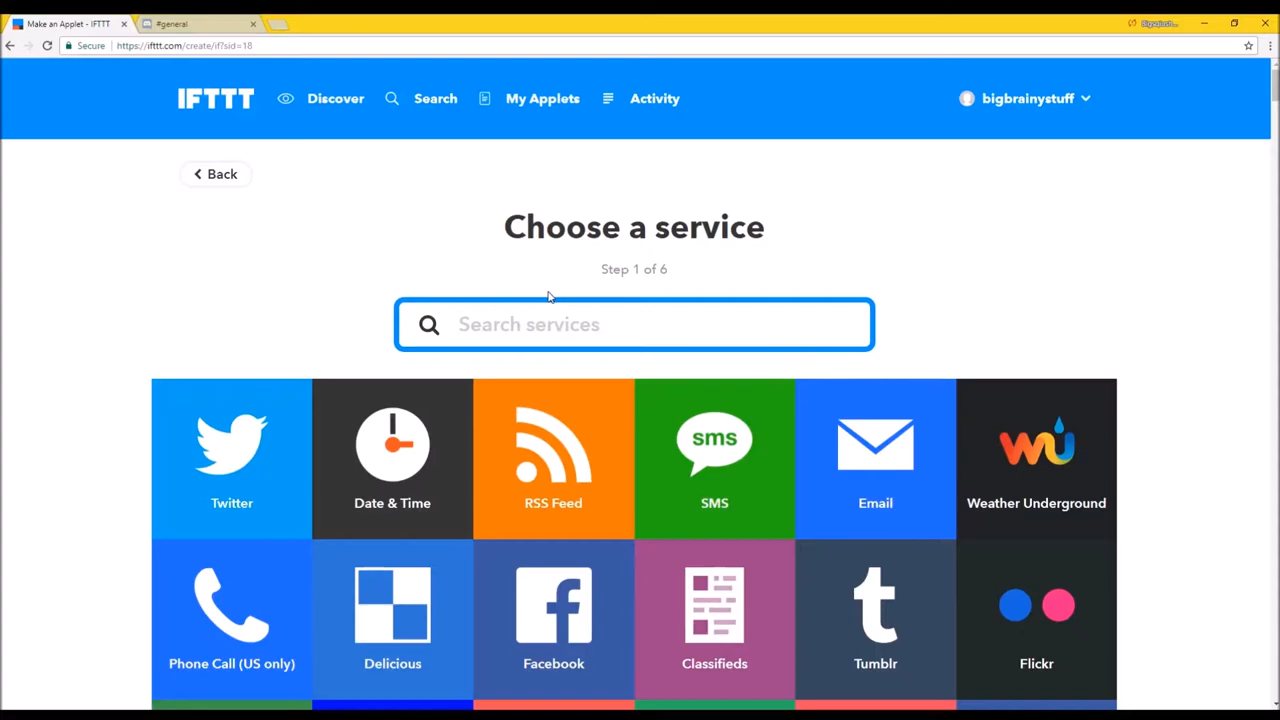 Make an Applet - IFTTT
#general
Secure
https://ifttt.com/create/if?sid=18
IFTTT
Discover
Search
My Applets
Activity
bigbrainystuff
Back
Choose a service
Step 1 of 6
Search services
Twitter
Date & Time
RSS Feed
sms
SMS
Email
wu
Weather Underground
Phone Call (US only)
Delicious
f
Facebook
Classifieds
t
Tumblr
Flickr